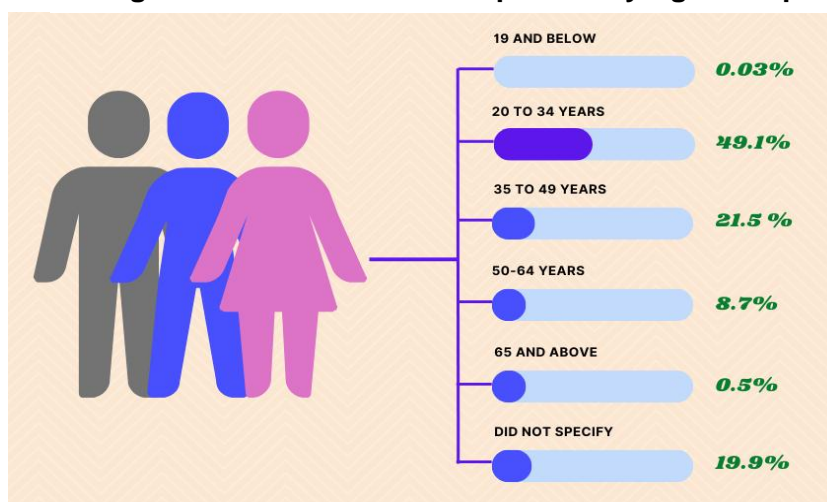 19 AND BELOW
0.03%
20 TO 34 YEARS
49.1%
35 TO 49 YEARS
21.5 %
50-64 YEARS
8.7%
65 AND ABOVE
0.5%
DID NOT SPECIFY
19.9%